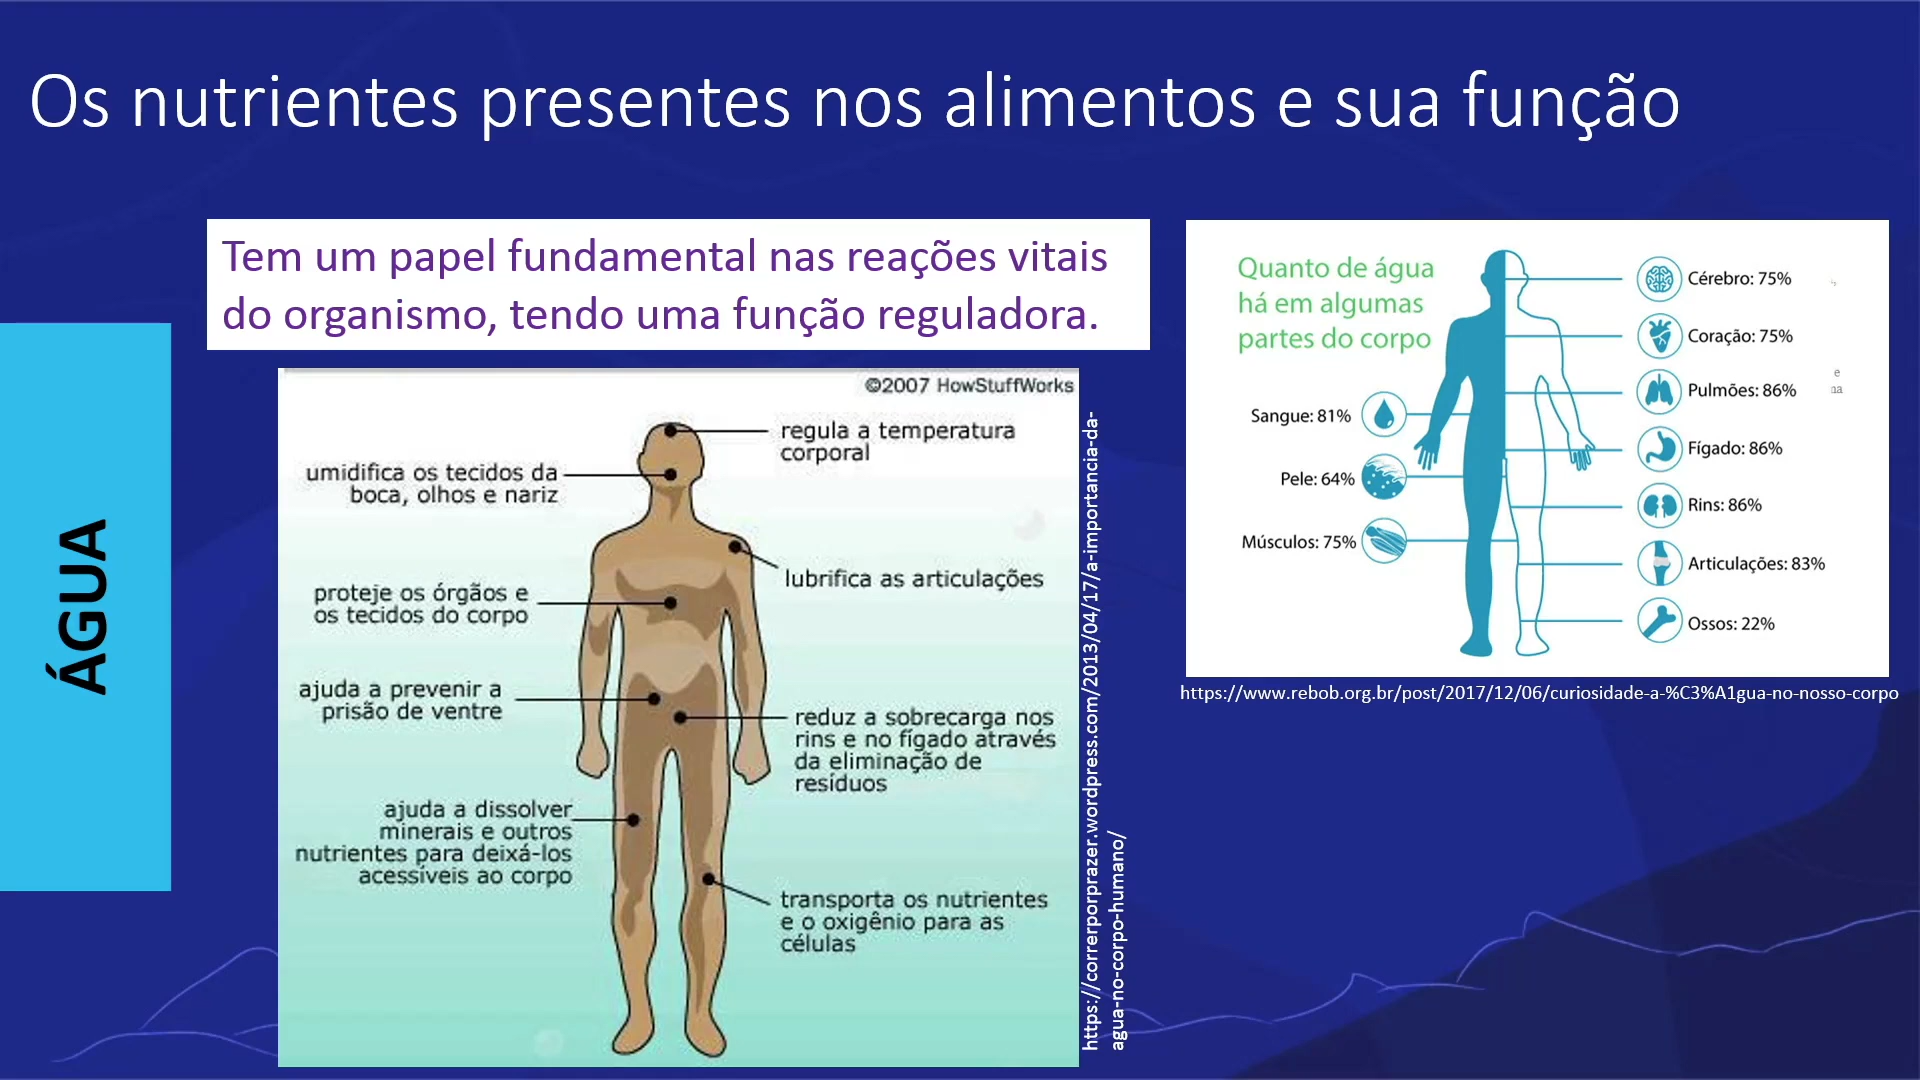 Os nutrientes presentes nos alimentos e sua função
Tem um papel fundamental nas reações vitais
do organismo, tendo uma função reguladora.
ÁGUA
©2007 HowStuffWorks
regula a temperatura
corporal
umidifica os tecidos da
boca, olhos e nariz
lubrifica as articulações
proteje os órgãos e
os tecidos do corpo
ajuda a prevenir a
prisão de ventre
reduz a sobrecarga nos
rins e no fígado através
da eliminação de
resíduos
ajuda a dissolver
minerais e outros
nutrientes para deixá-los
acessíveis ao corpo
transporta os nutrientes
e o oxigênio para as
células
https://correrporprazer.wordpress.com/2013/04/17/a-importancia-da-
agua-no-corpo-humano/
Quanto de água
há em algumas
partes do corpo
Sangue: 81%
Pele: 64%
Músculos: 75%
Cérebro: 75%
Coração: 75%
Pulmões: 86%
Fígado: 86%
Rins: 86%
Articulações: 83%
Ossos: 22%
https://www.rebob.org.br/post/2017/12/06/curiosidade-a-%C3%A1gua-no-nosso-corpo